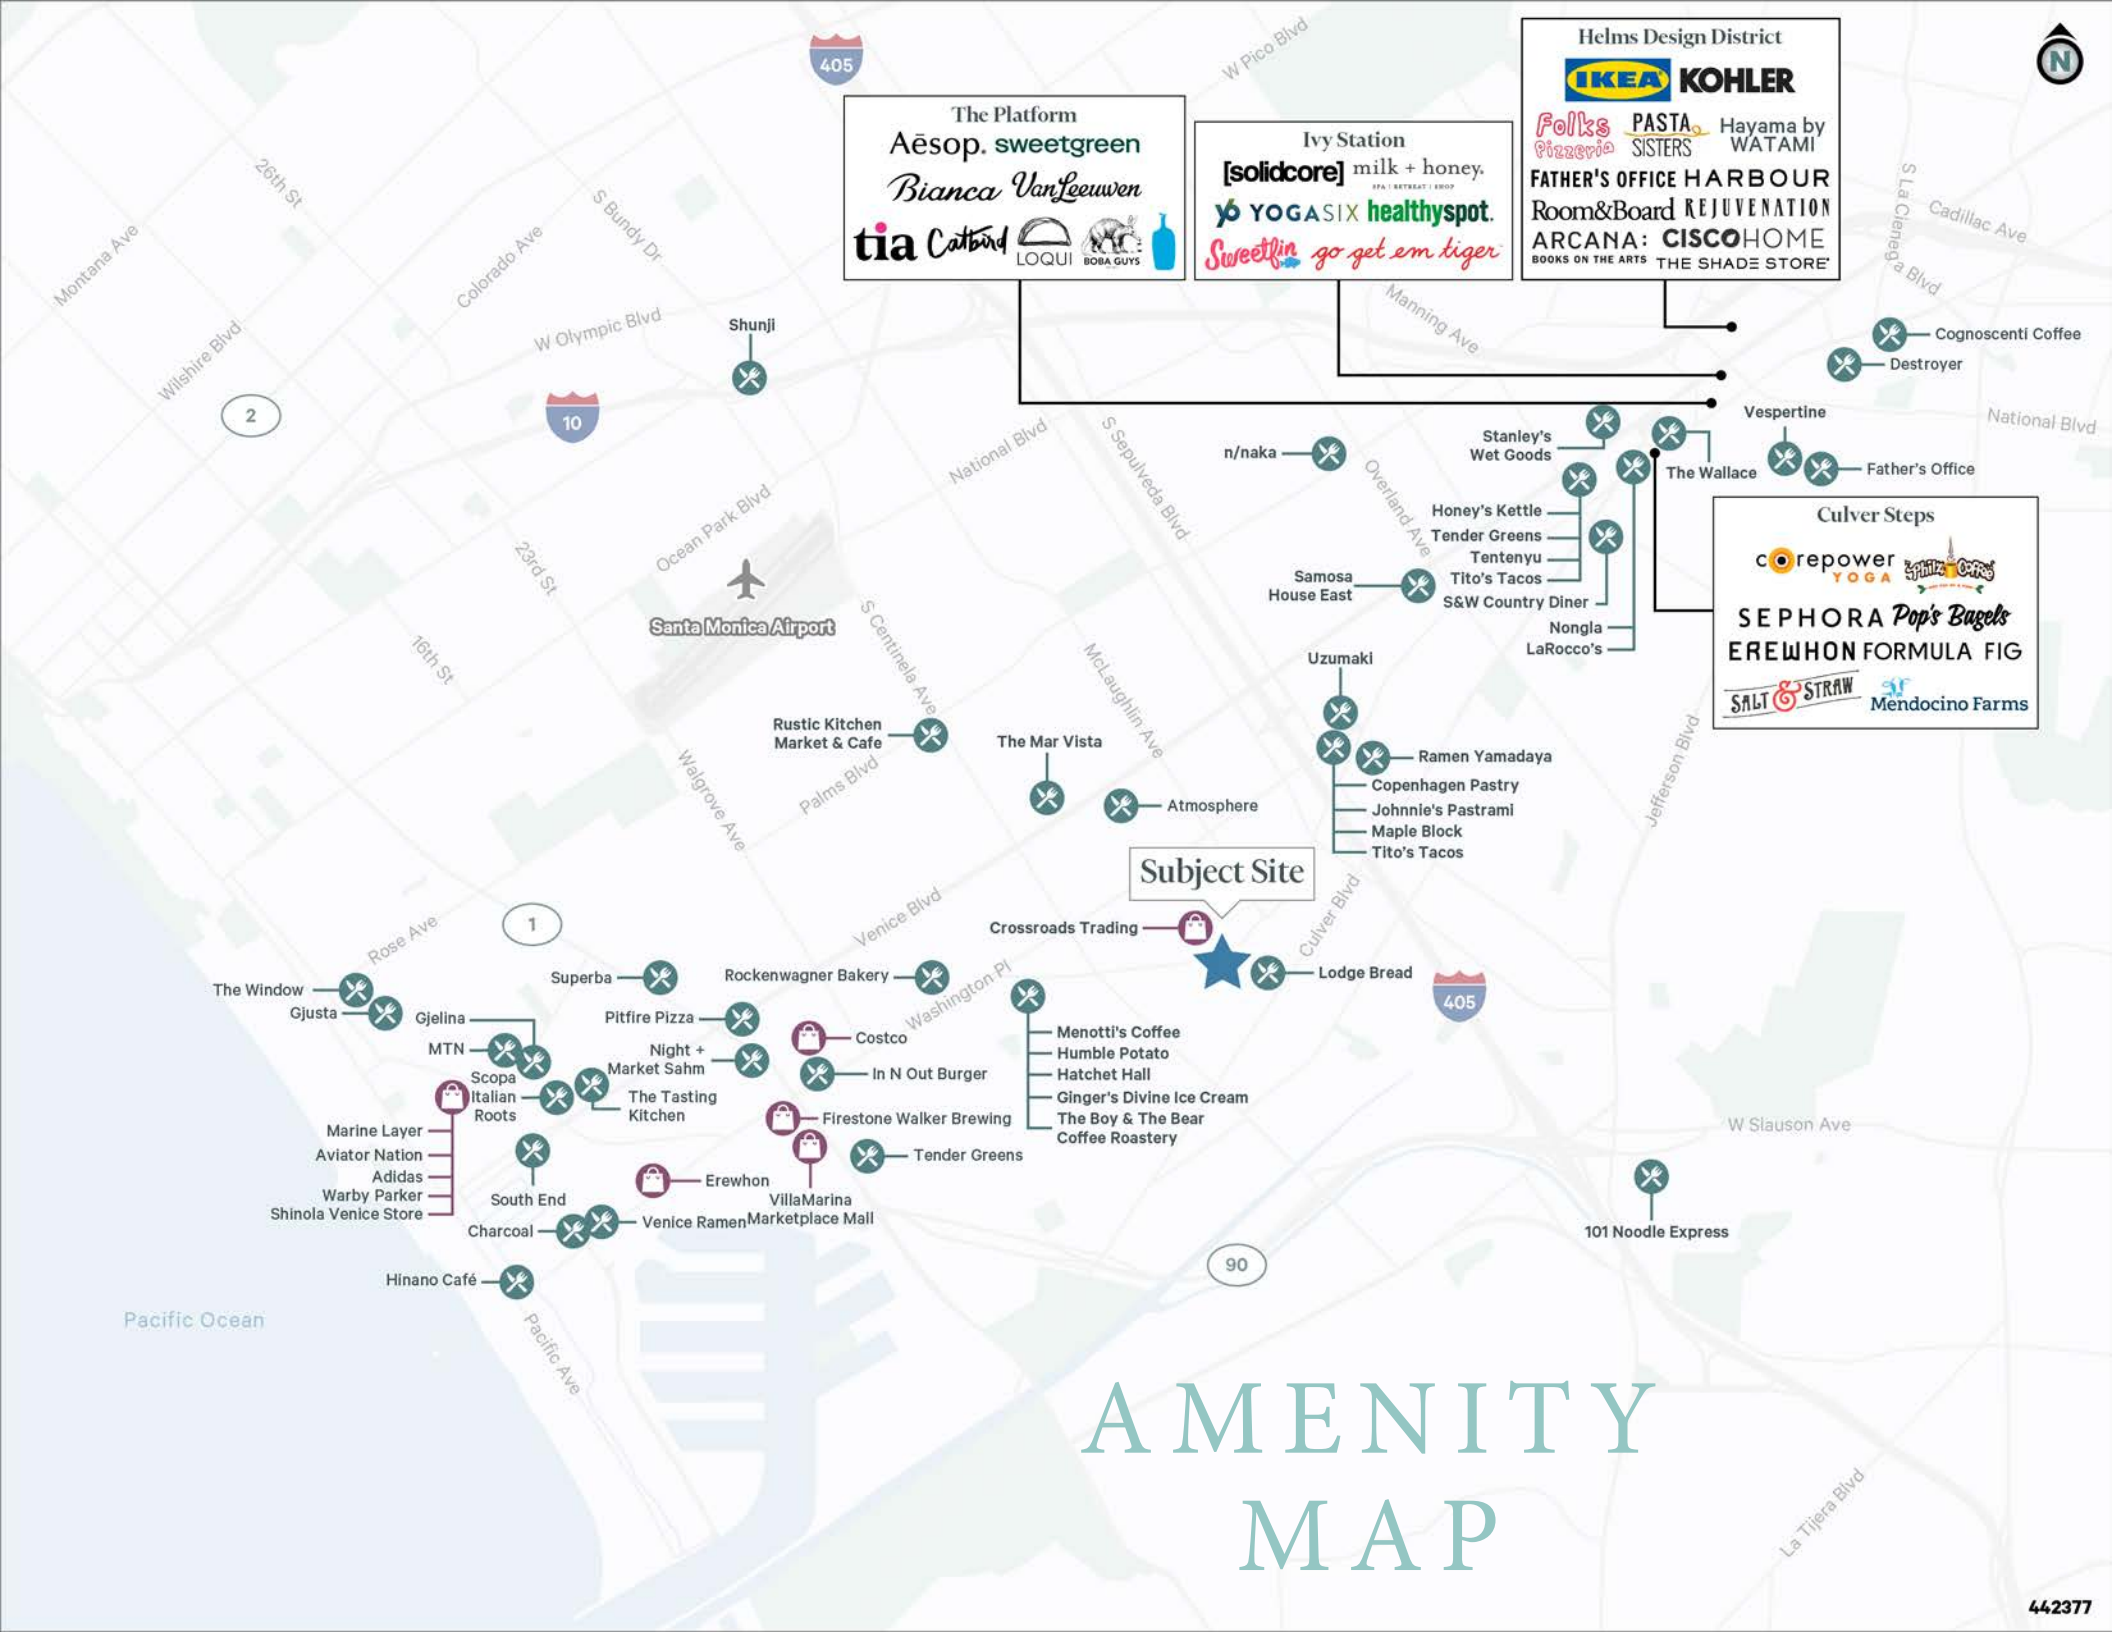 405
W Pico Blvd
Helms Design District
IKEA KOHLER
Folks Pizzeria
PASTA SISTERS
Hayama by WATAMI
FATHER'S OFFICE HARBOUR
Room&Board REJUVENATION
ARCANA: CISCOHOME
BOOKS ON THE ARTS THE SHADE STORE
N
The Platform
Aēsop. sweetgreen
Bianca Van Leeuwen
tia Catbird LOQUI BOBA GUYS
Ivy Station
[solidcore] milk + honey.
SPA | RETREAT | SHOP
Y6 YOGASIX healthyspot.
Sweetfin go get em tiger
26th St
S Bundy Dr
Montana Ave
Colorado Ave
S La Cienega Blvd
Cadillac Ave
W Olympic Blvd
Wilshire Blvd
Manning Ave
Shunji
Cognoscenti Coffee
Destroyer
2
10
National Blvd
S Sepulveda Blvd
Vespertine
National Blvd
Stanley's
Wet Goods
n/naka
Overland Ave
The Wallace
Father's Office
Ocean Park Blvd
Honey's Kettle
Tender Greens
Tentenyu
Tito's Tacos
S&W Country Diner
Nongla
LaRocco's
Culver Steps
corepower
YOGA
Philz Coffee
SEPHORA Pop's Bagels
EREWHON FORMULA FIG
SALT & STRAW Mendocino Farms
23rd St
Samosa
House East
Santa Monica Airport
S Centinela Ave
16th St
McLaughlin Ave
Uzumaki
Rustic Kitchen
Market & Cafe
The Mar Vista
Ramen Yamadaya
Copenhagen Pastry
Johnnie's Pastrami
Maple Block
Tito's Tacos
Jefferson Blvd
Walgrove Ave
Palms Blvd
Atmosphere
Subject Site
Culver Blvd
Crossroads Trading
1
Rose Ave
Venice Blvd
Lodge Bread
405
The Window
Superba
Rockenwagner Bakery
Washington Pl
Gjusta
Gjelina
Pitfire Pizza
Costco
MTN
Night +
Market Sahm
In N Out Burger
Menotti's Coffee
Humble Potato
Hatchet Hall
Ginger's Divine Ice Cream
The Boy & The Bear
Coffee Roastery
Scopa
Italian
Roots
The Tasting
Kitchen
Firestone Walker Brewing
Marine Layer
Aviator Nation
Adidas
Warby Parker
Shinola Venice Store
Tender Greens
W Slauson Ave
South End
Erewhon
VillaMarina
Marketplace Mall
Charcoal
Venice Ramen
101 Noodle Express
90
Hinano Café
Pacific Ocean
Pacific Ave
AMENITY
MAP
La Tijera Blvd
442377